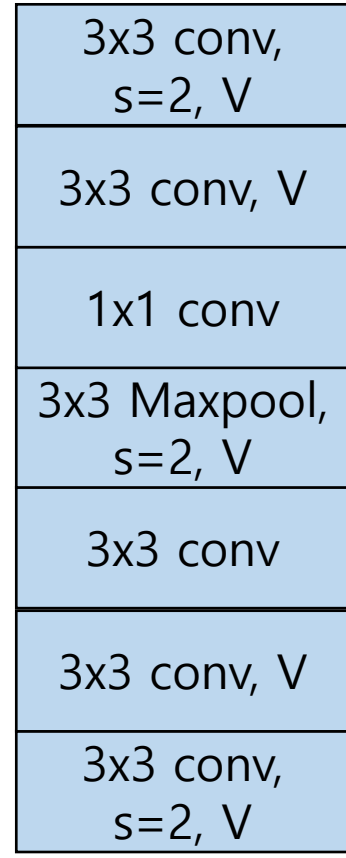 3x3 conv,
s=2, V
3x3 conv, V
1x1 conv
3x3 Maxpool,
s=2, V
3x3 conv
3x3 conv, V
3x3 conv,
s=2, V